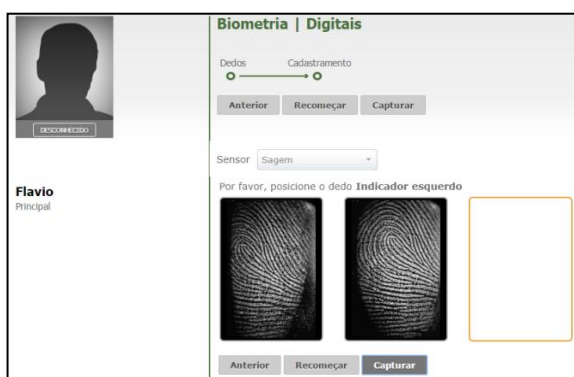 Biometria | Digitais
Dedos Cadastramento
Anterior Recomeçar Capturar
DESCONHECIDO
Sensor Sagem
Flavio
Principal
Por favor, posicione o dedo Indicador esquerdo
Anterior Recomeçar Capturar